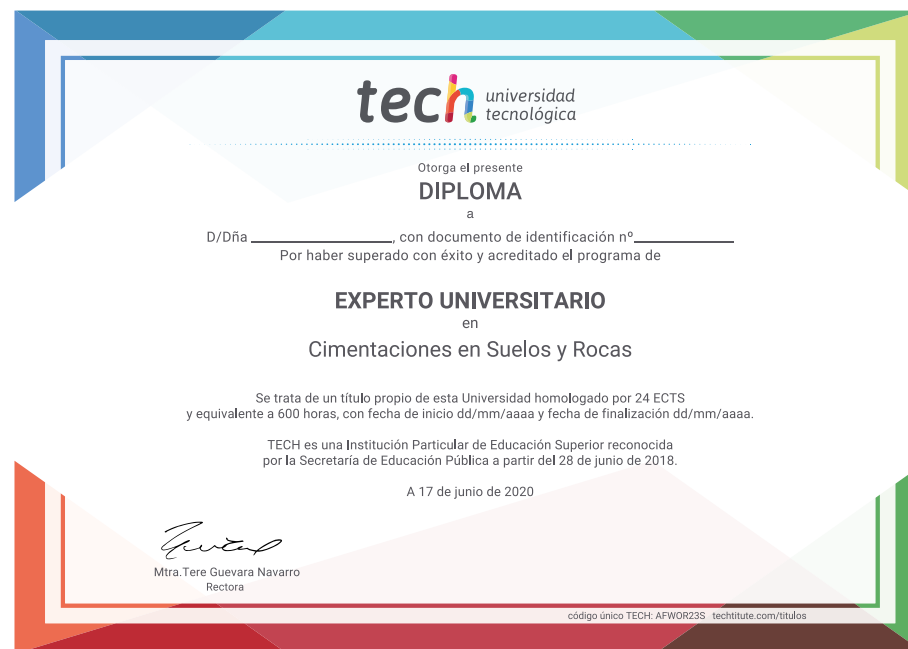 tech universidad
tecnológica
Otorga el presente
DIPLOMA
a
D/Dña ________________, con documento de identificación nº____________
Por haber superado con éxito y acreditado el programa de
EXPERTO UNIVERSITARIO
en
Cimentaciones en Suelos y Rocas
Se trata de un título propio de esta Universidad homologado por 24 ECTS
y equivalente a 600 horas, con fecha de inicio dd/mm/aaaa y fecha de finalización dd/mm/aaaa.
TECH es una Institución Particular de Educación Superior reconocida
por la Secretaría de Educación Pública a partir del 28 de junio de 2018.
A 17 de junio de 2020
Mtra.Tere Guevara Navarro
Rectora
código único TECH: AFWOR23S techtitute.com/titulos